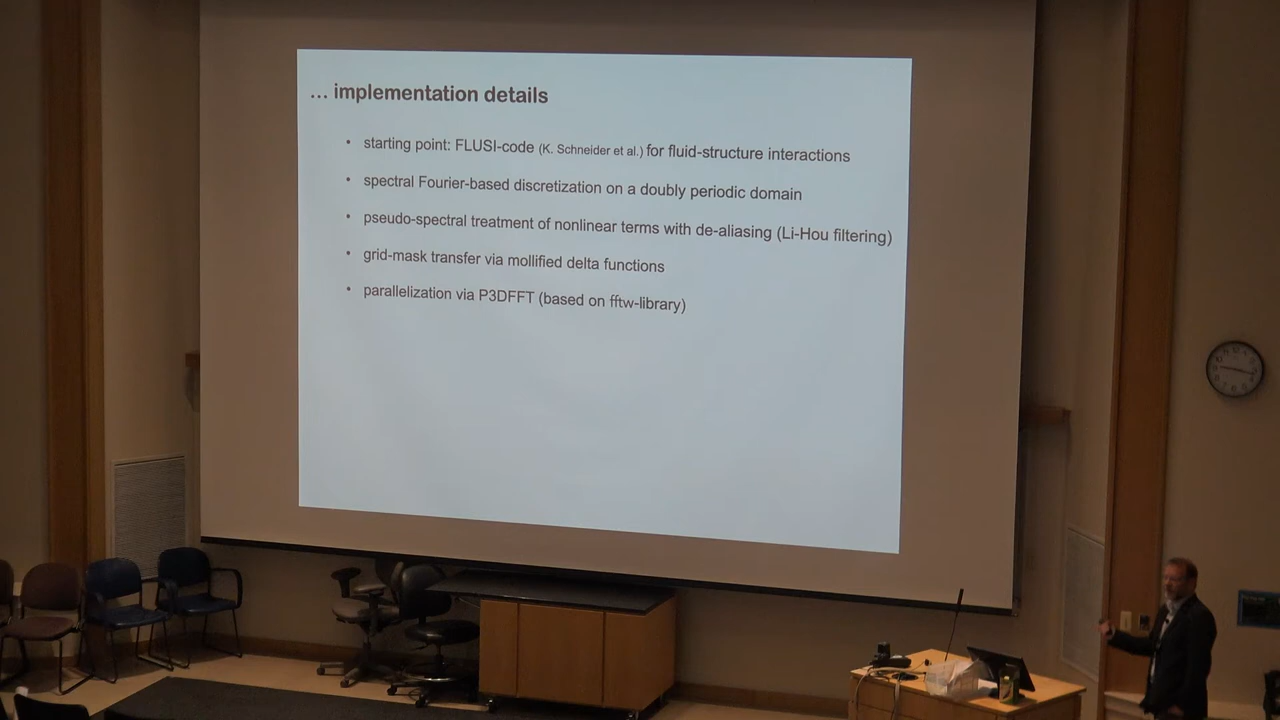 ... implementation details
• starting point: FLUSI-code (K. Schneider et al.) for fluid-structure interactions
• spectral Fourier-based discretization on a doubly periodic domain
• pseudo-spectral treatment of nonlinear terms with de-aliasing (Li-Hou filtering)
• grid-mask transfer via mollified delta functions
• parallelization via P3DFFT (based on fftw-library)